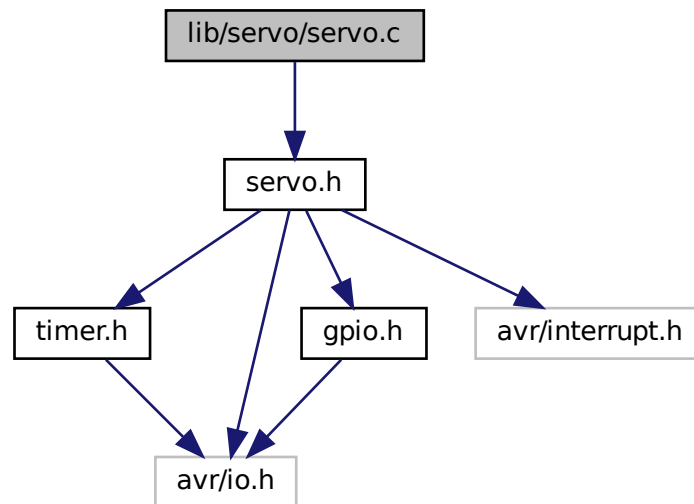 lib/servo/servo.c
servo.h
timer.h
gpio.h
avr/interrupt.h
avr/io.h